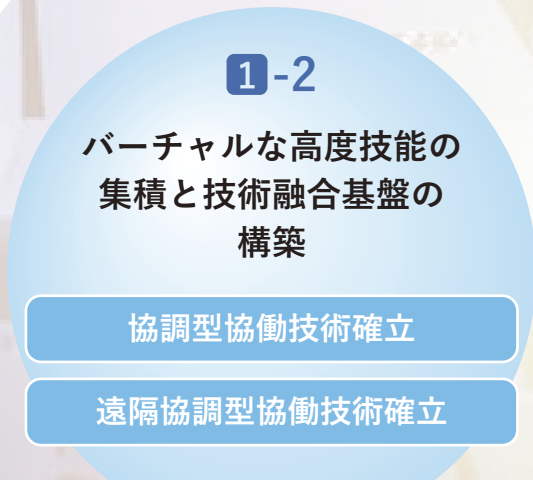 1-2
バーチャルな高度技能の
集積と技術融合基盤の
構築
協調型協働技術確立
遠隔協調型協働技術確立